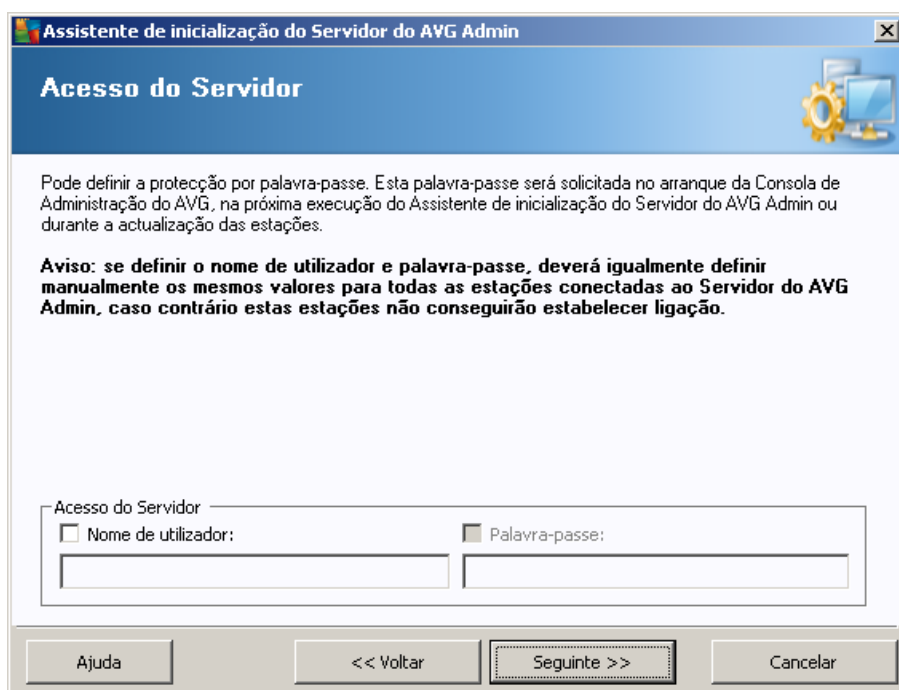 Assistente de inicialização do Servidor do AVG Admin
Acesso do Servidor
Pode definir a protecção por palavra-passe. Esta palavra-passe será solicitada no arranque da Consola de
Administração do AVG, na próxima execução do Assistente de inicialização do Servidor do AVG Admin ou
durante a actualização das estações.
Aviso: se definir o nome de utilizador e palavra-passe, deverá igualmente definir
manualmente os mesmos valores para todas as estações conectadas ao Servidor do AVG
Admin, caso contrário estas estações não conseguirão estabelecer ligação.
Acesso do Servidor
Nome de utilizador:
Palavra-passe:
Ajuda
<< Voltar
Seguinte >>
Cancelar